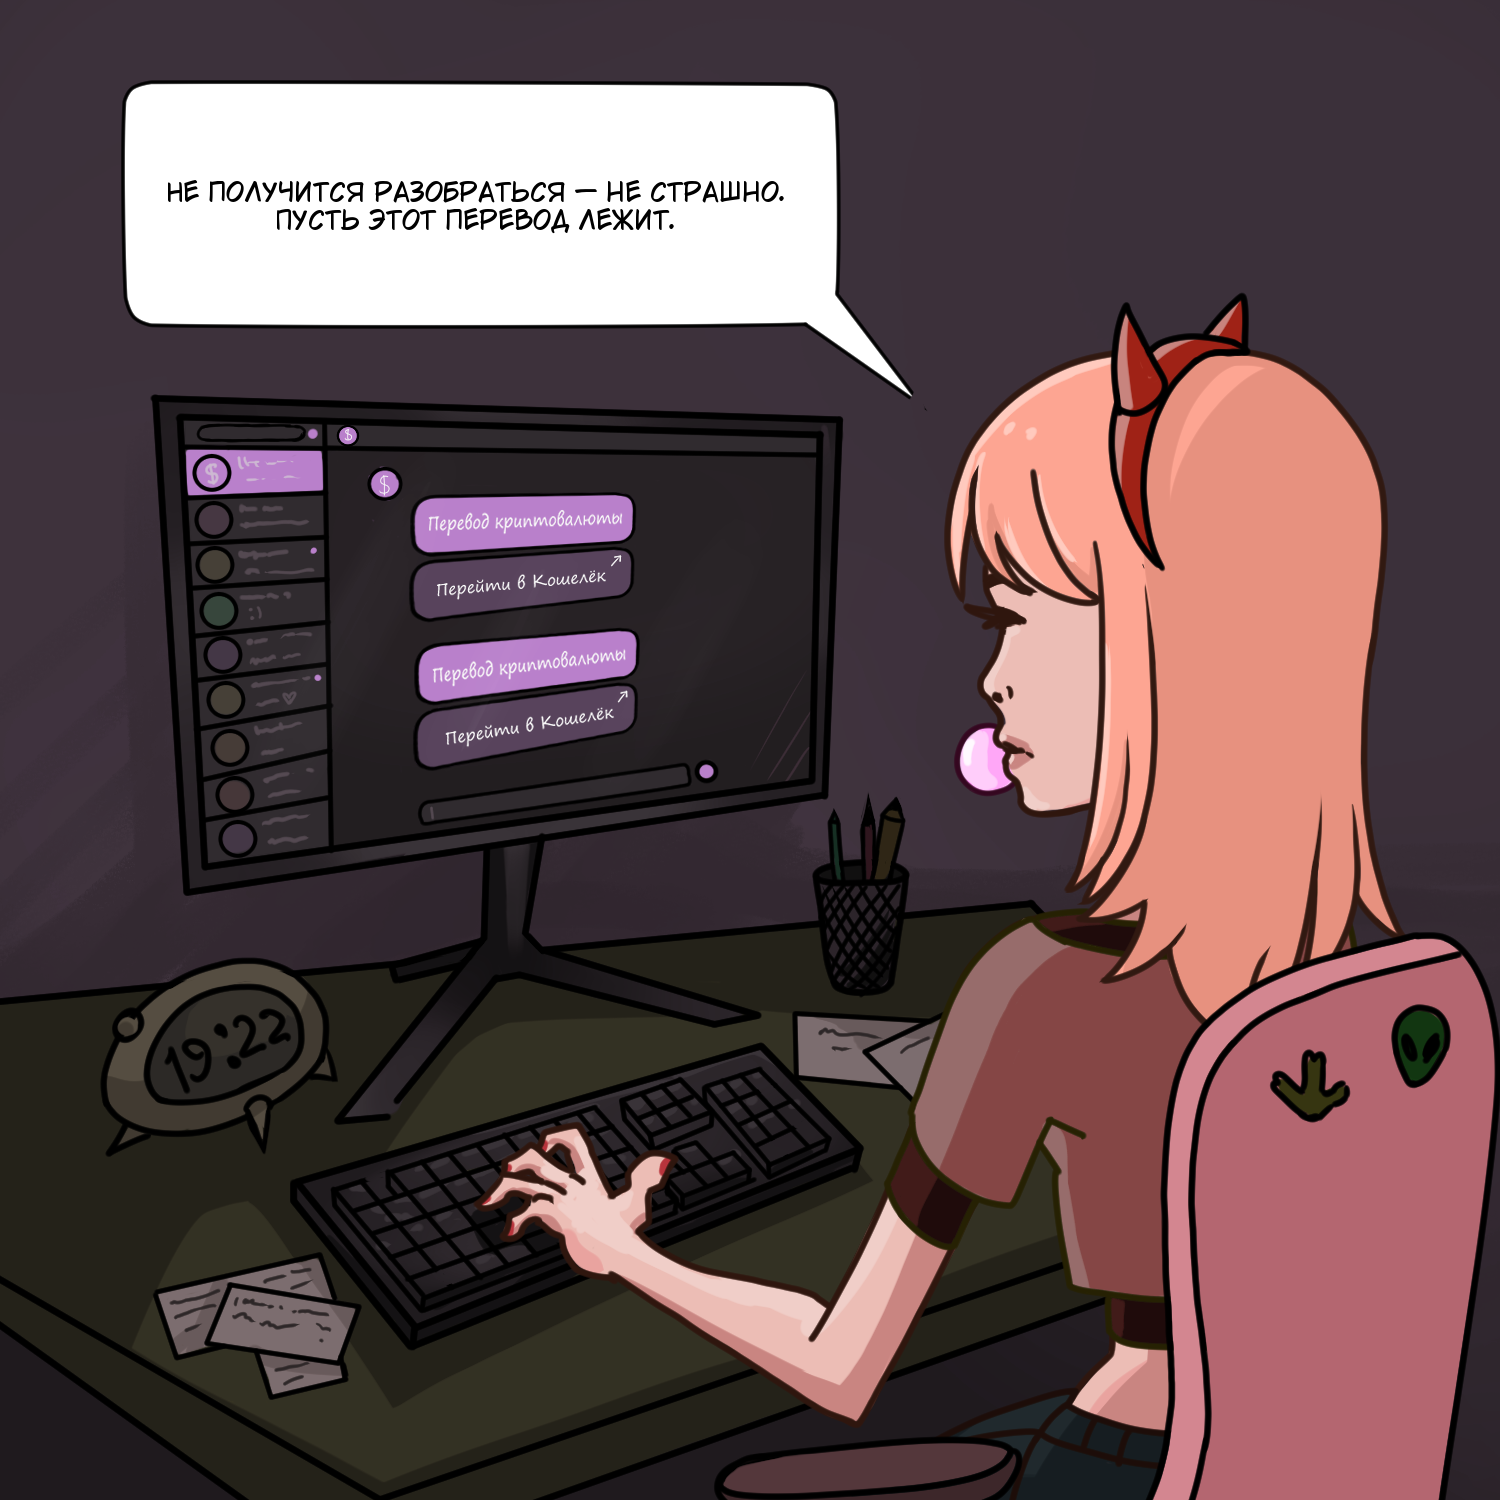 НЕ ПОЛУЧИТСЯ РАЗОБРАТЬСЯ — НЕ СТРАШНО.
ПУСТЬ ЭТОТ ПЕРЕВОД ЛЕЖИТ.
$
$
$
:)
Перевод криптовалюты
Перейти в Кошелёк
Перевод криптовалюты
Перейти в Кошелёк
19:22